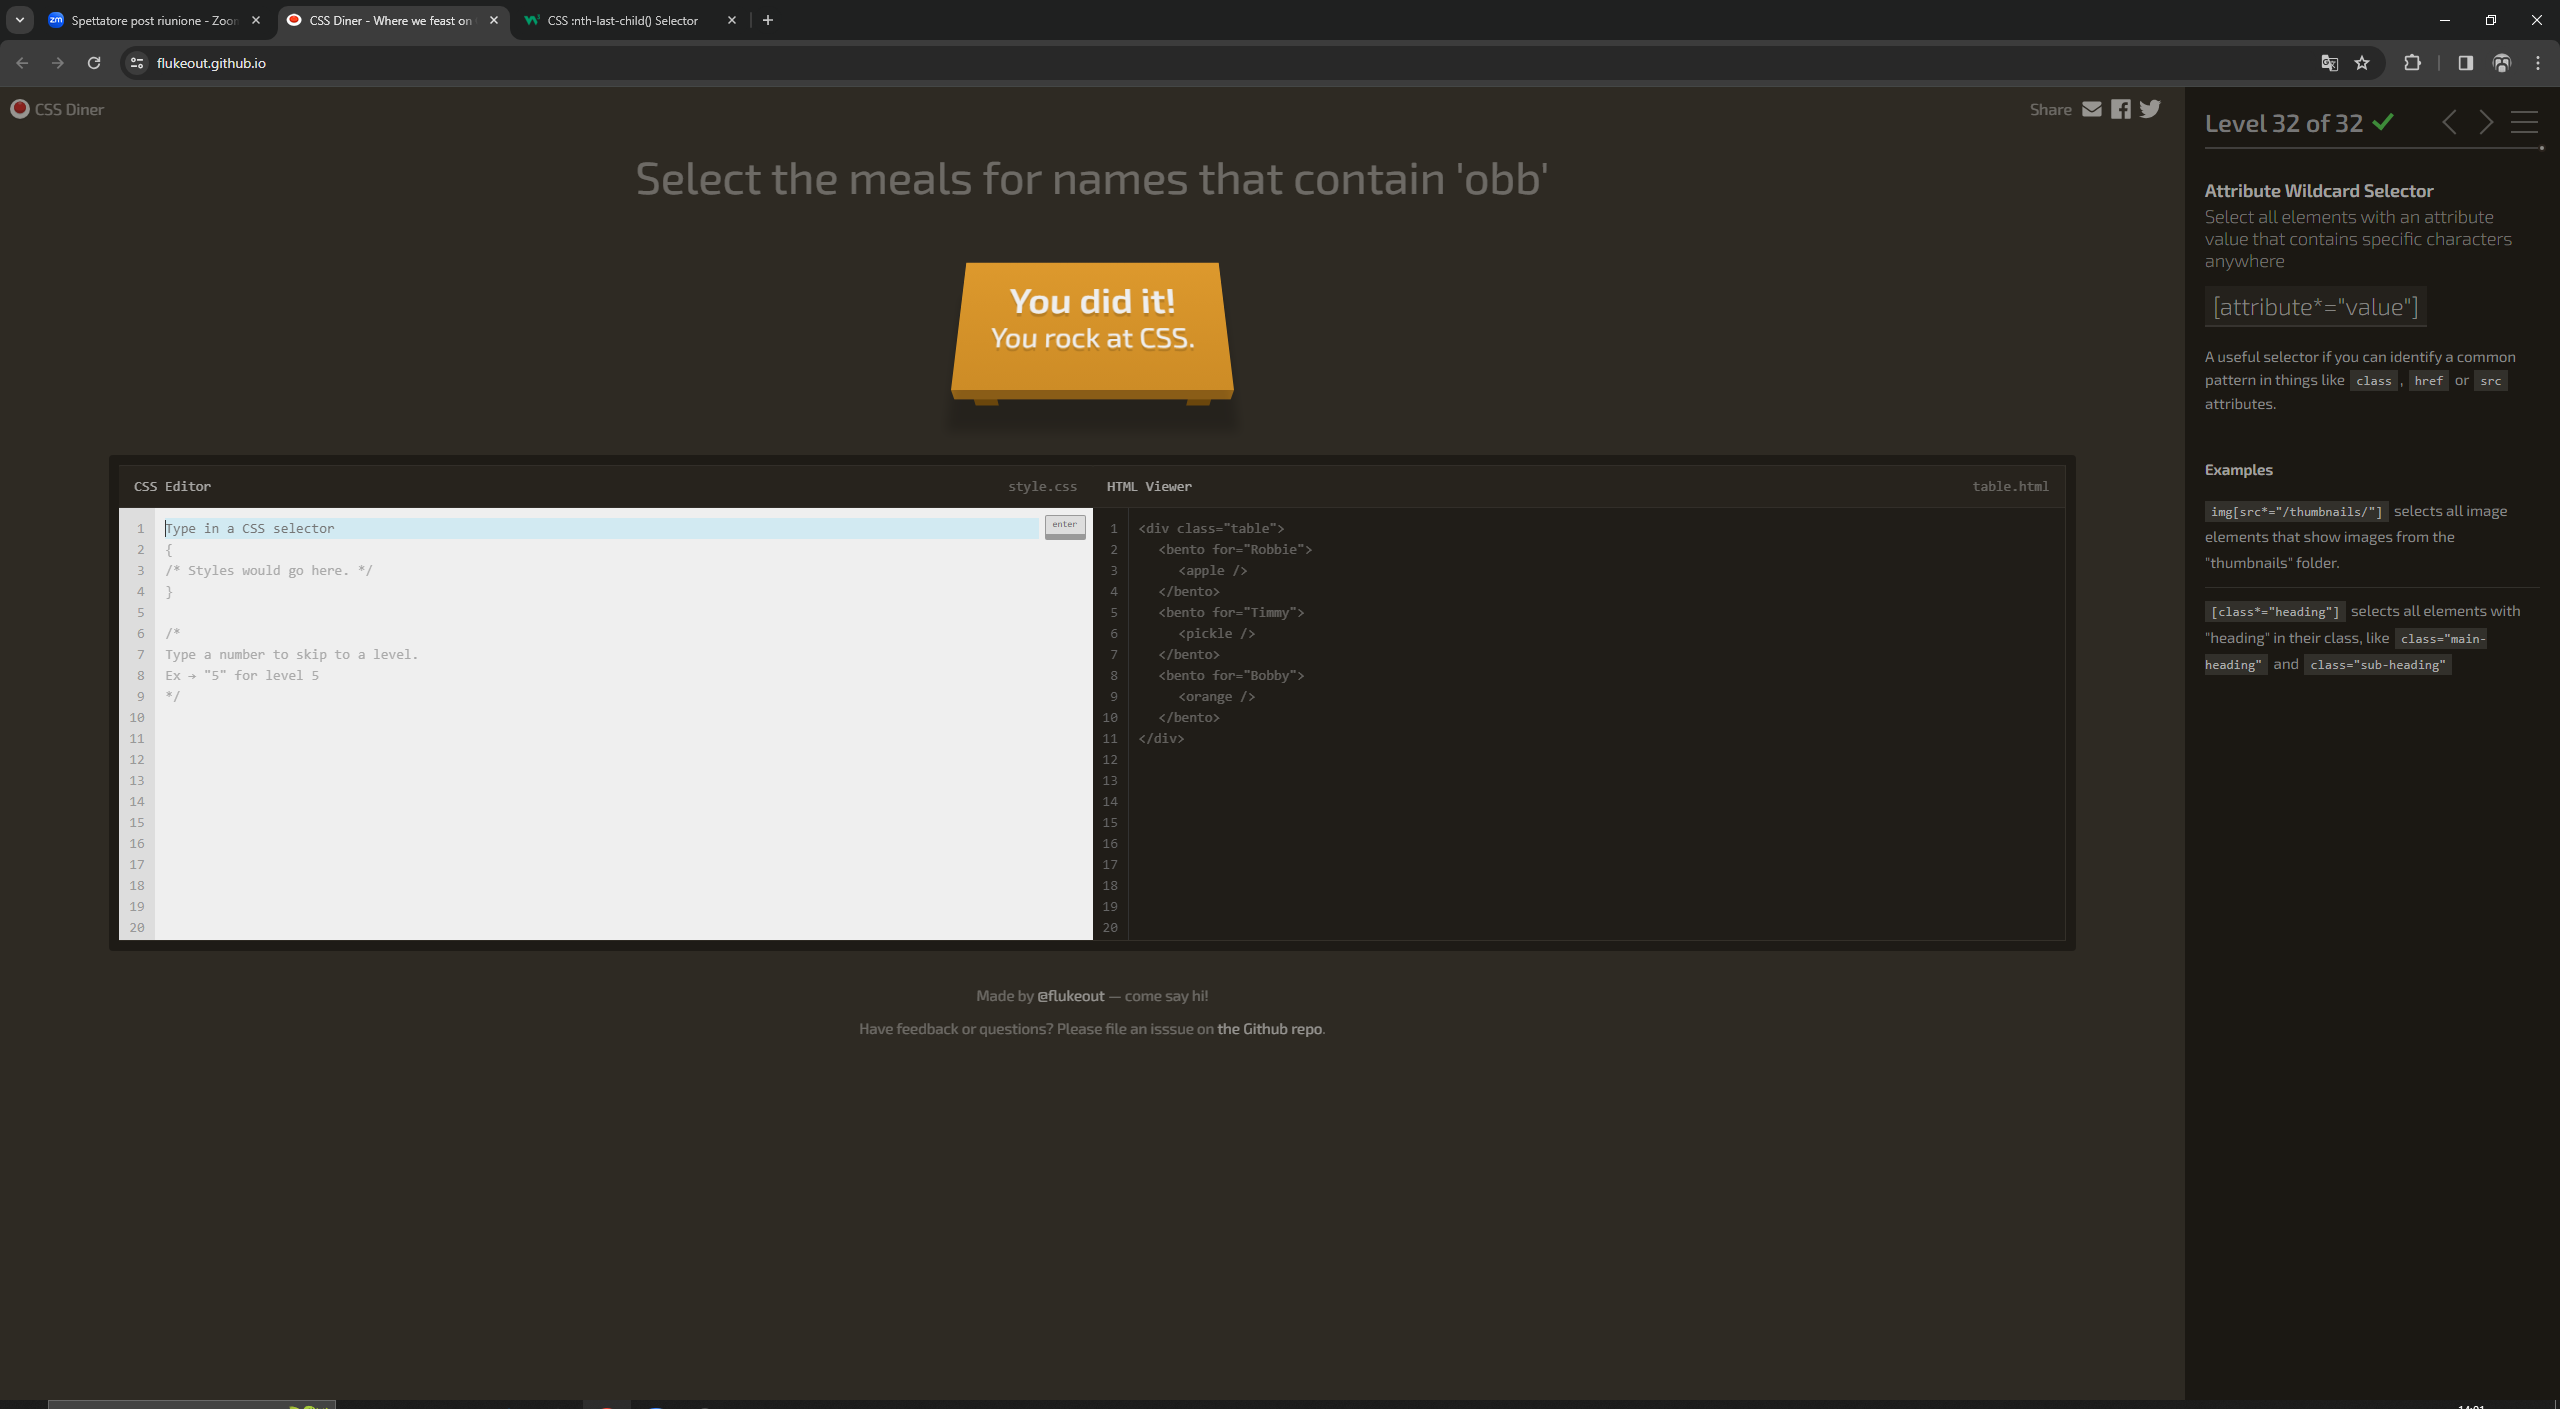 Spettatore post riunione - Zoom
CSS Diner - Where we feast on
CSS :nth-last-child() Selector
flukeout.github.io
CSS Diner
Share
Select the meals for names that contain 'obb'
You did it!
You rock at CSS.
CSS Editor
style.css
1 Type in a CSS selector
enter
2 {
3 /* Styles would go here. */
4 }
5
6 /*
7 Type a number to skip to a level.
8 Ex → "5" for level 5
9 */
10
11
12
13
14
15
16
17
18
19
20
HTML Viewer
table.html
1 <div class="table">
2 <bento for="Robbie">
3 <apple />
4 </bento>
5 <bento for="Timmy">
6 <pickle />
7 </bento>
8 <bento for="Bobby">
9 <orange />
10 </bento>
11 </div>
12
13
14
15
16
17
18
19
20
Made by @flukeout — come say hi!
Have feedback or questions? Please file an isssue on the Github repo.
Level 32 of 32
Attribute Wildcard Selector
Select all elements with an attribute
value that contains specific characters
anywhere
[attribute*="value"]
A useful selector if you can identify a common
pattern in things like class , href or src
attributes.
Examples
img[src*="/thumbnails/"] selects all image
elements that show images from the
"thumbnails" folder.
[class*="heading"] selects all elements with
"heading" in their class, like class="main-
heading" and class="sub-heading"